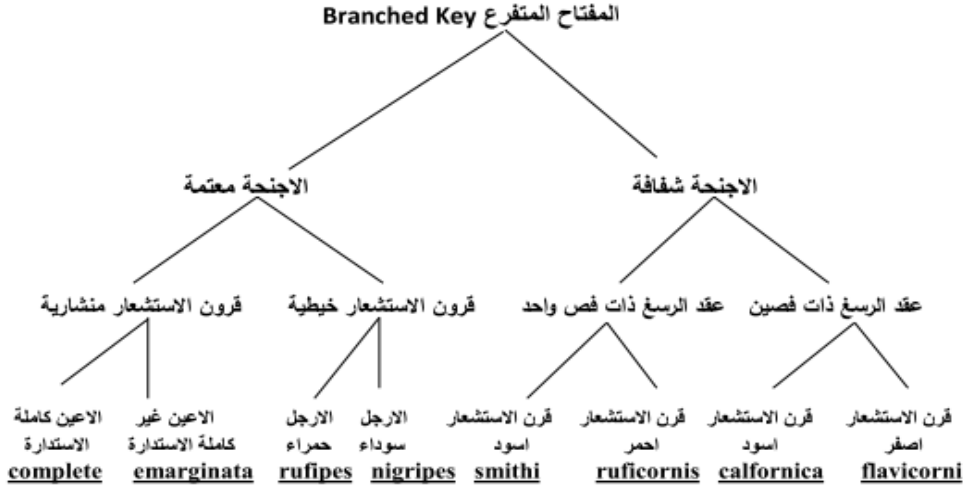 المفتاح المتفرع Branched Key
الاجنحة شفافة
الاجنحة معتمة
عقد الرسغ ذات فصين
عقد الرسغ ذات فص واحد
قرون الاستشعار خيطية
قرون الاستشعار منشارية
قرن الاستشعار
اصفر
flavicorni
قرن الاستشعار
اسود
calfornica
قرن الاستشعار
احمر
ruficornis
قرن الاستشعار
اسود
smithi
الارجل
سوداء
nigripes
الارجل
حمراء
rufipes
الاعين غير
كاملة الاستدارة
emarginata
الاعين كاملة
الاستدارة
complete